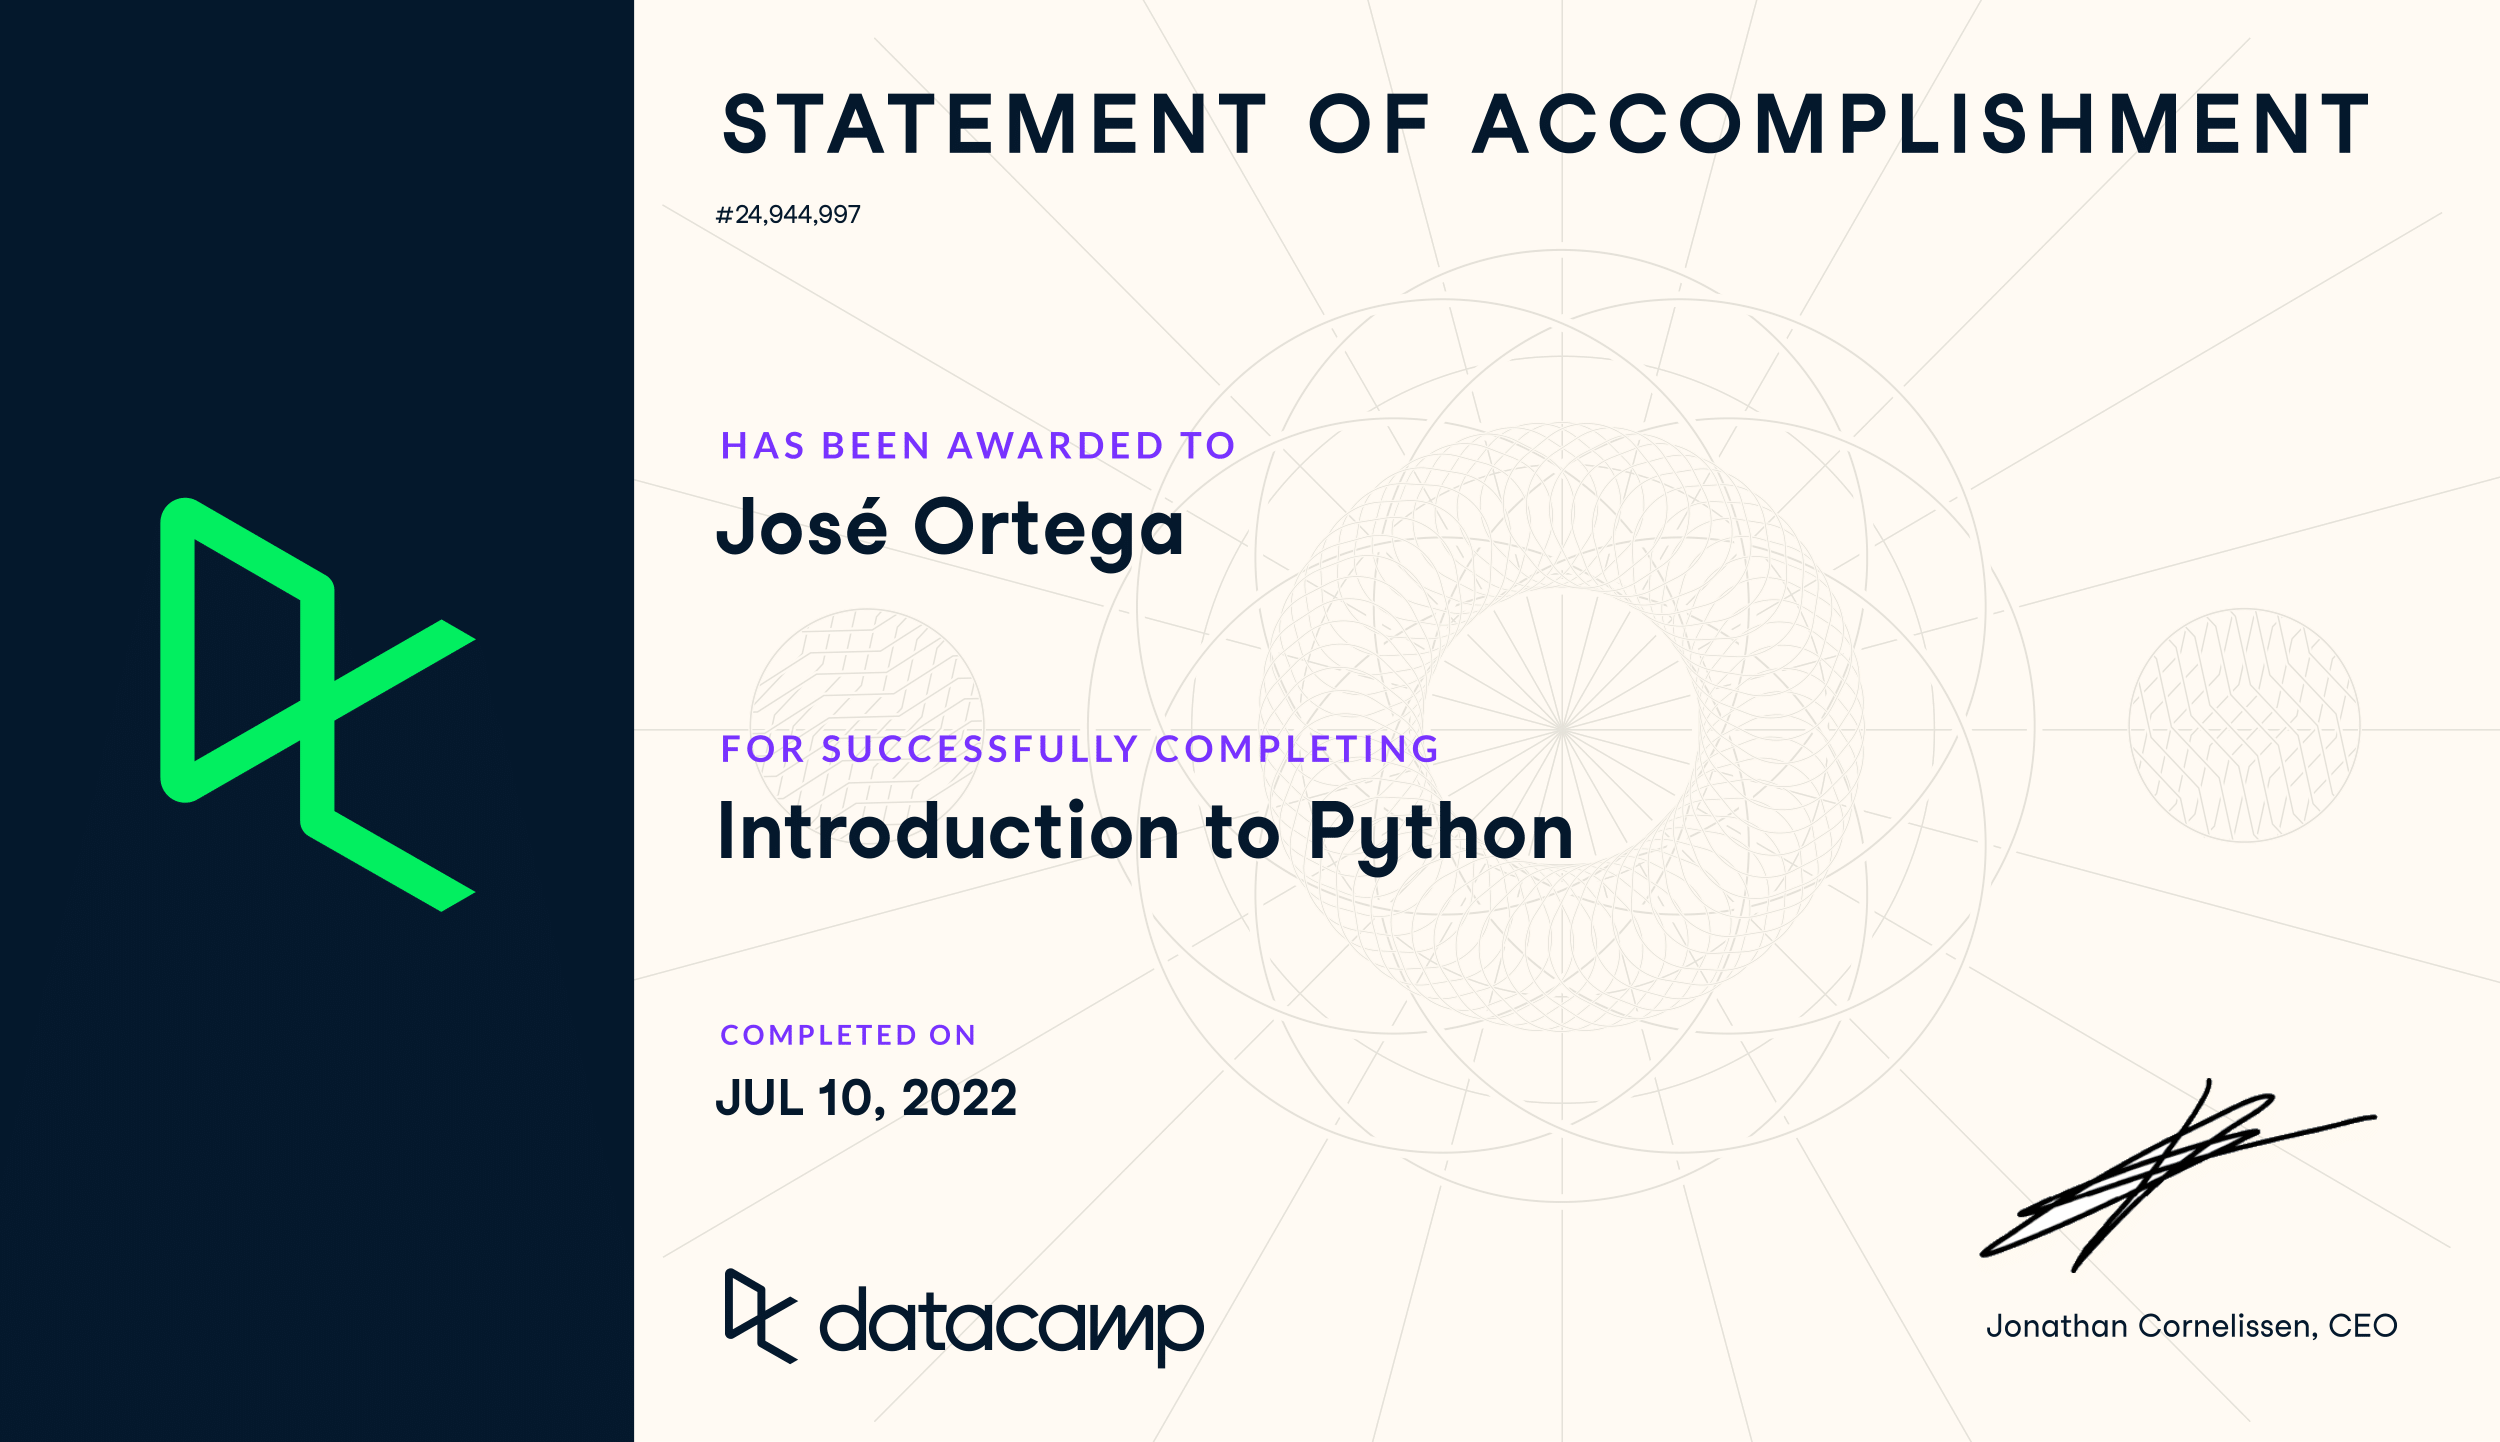 STATEMENT OF ACCOMPLISHMENT
#24,944,997
HAS BEEN AWARDED TO
José Ortega
FOR SUCCESSFULLY COMPLETING
Introduction to Python
COMPLETED ON
JUL 10, 2022
datacamp
Jonathan Cornelissen, CEO